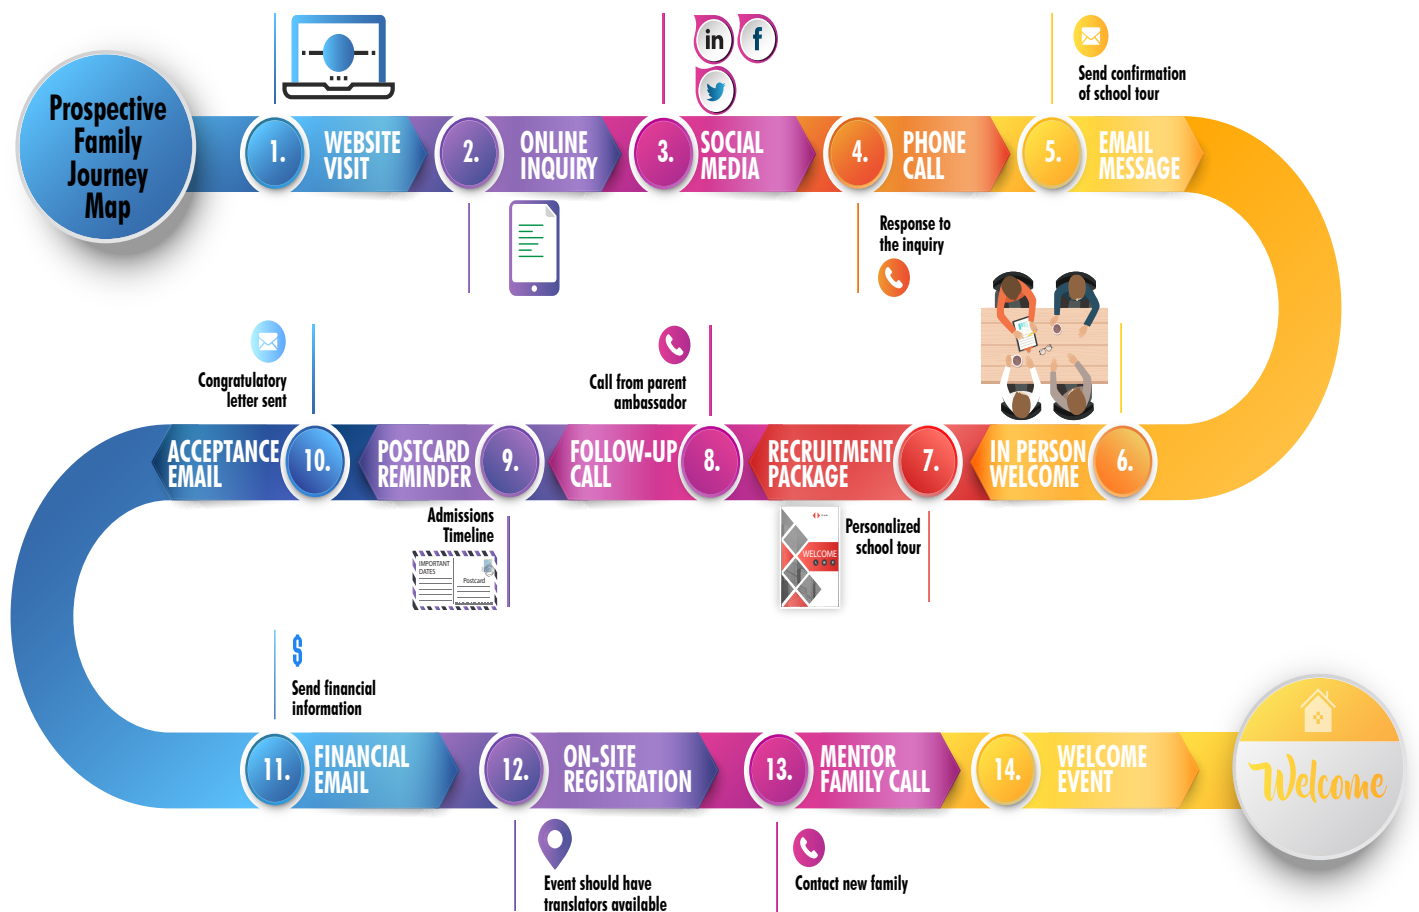 Prospective
Family
Journey
Map
1.
WEBSITE
VISIT
2.
ONLINE
INQUIRY
in
f
3.
SOCIAL
MEDIA
4.
PHONE
CALL
Response to
the inquiry
Send confirmation
of school tour
5.
EMAIL
MESSAGE
6.
IN PERSON
WELCOME
7.
RECRUITMENT
PACKAGE
WELCOME
Personalized
school tour
Call from parent
ambassador
8.
FOLLOW-UP
CALL
9.
POSTCARD
REMINDER
Admissions
Timeline
IMPORTANT
DATES
Postcard
Congratulatory
letter sent
10.
ACCEPTANCE
EMAIL
$
Send financial
information
11.
FINANCIAL
EMAIL
12.
ON-SITE
REGISTRATION
Event should have
translators available
13.
MENTOR
FAMILY CALL
Contact new family
14.
WELCOME
EVENT
Welcome